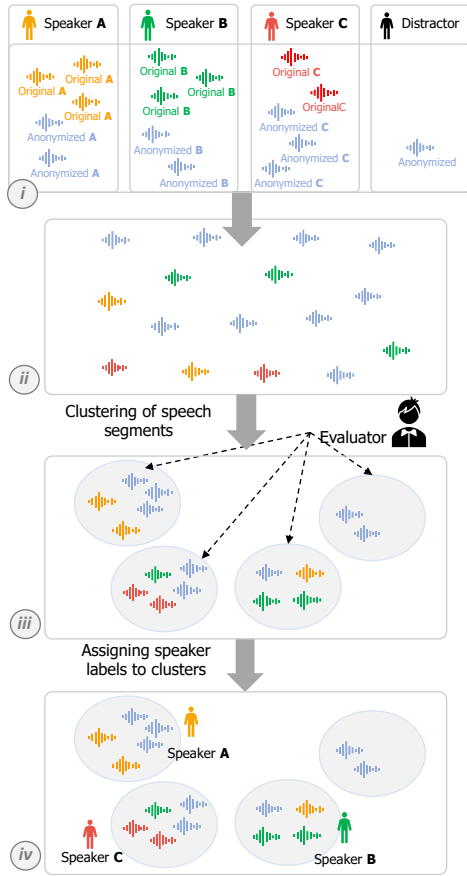 Speaker A
Speaker B
Speaker C
Distractor
Original A
Original A
Original A
Anonymized A
Anonymized A
Original B
Original B
Original B
Anonymized B
Anonymized B
Original C
OriginalC
Anonymized C
Anonymized C
Anonymized C
Anonymized
i
ii
Clustering of speech
segments
Evaluator
iii
Assigning speaker
labels to clusters
Speaker A
Speaker C
Speaker B
iv